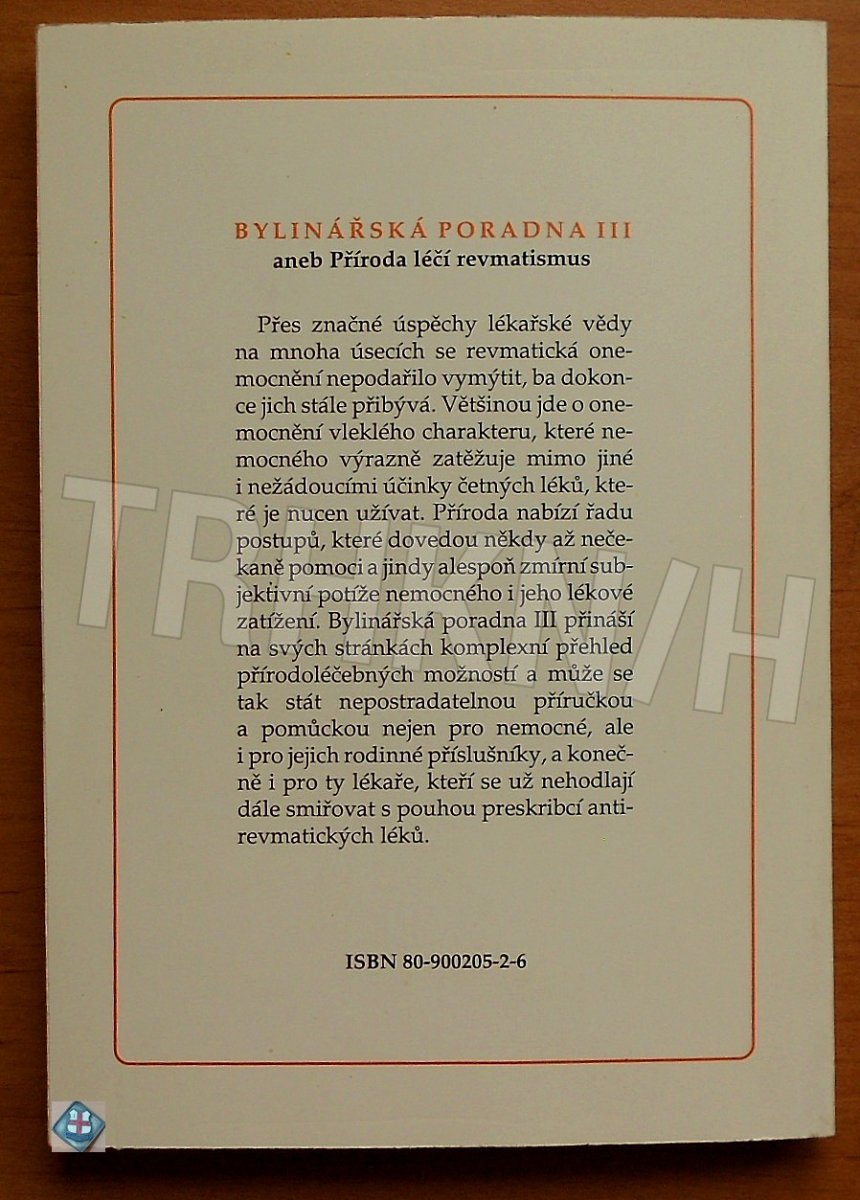 BYLINÁŘSKÁ PORADNA III
aneb Příroda léčí revmatismus
Přes značné úspěchy lékařské vědy
na mnoha úsecích se revmatická one-
mocnění nepodařilo vymýtit, ba dokon-
ce jich stále přibývá. Většinou jde o one-
mocnění vleklého charakteru, které ne-
mocného výrazně zatěžuje mimo jiné
i nežádoucími účinky četných léků, kte-
ré je nucen užívat. Příroda nabízí řadu
postupů, které dovedou někdy až neče-
kaně pomoci a jindy alespoň zmírní sub-
jektivní potíže nemocného i jeho lékové
zatížení. Bylinářská poradna III přináší
na svých stránkách komplexní přehled
přírodoléčebných možností a může se
tak stát nepostradatelnou příručkou
a pomůckou nejen pro nemocné, ale
i pro jejich rodinné příslušníky, a koneč-
ně i pro ty lékaře, kteří se už nehodlají
dále smiřovat s pouhou preskribcí anti-
revmatických léků.
ISBN 80-900205-2-6
TRHKN/H